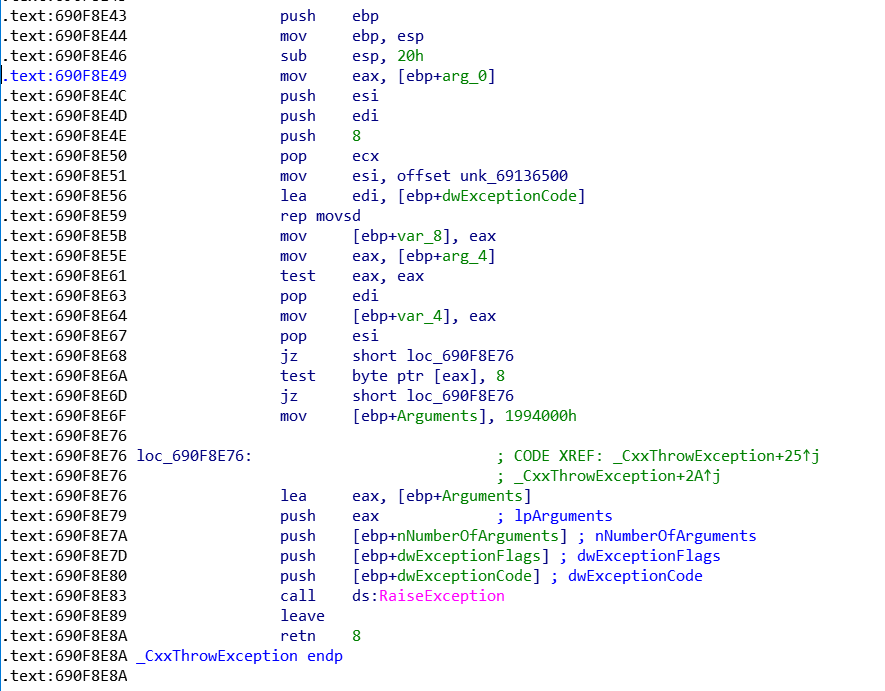 .text:690F8E43 push ebp
.text:690F8E44 mov ebp, esp
.text:690F8E46 sub esp, 20h
.text:690F8E49 mov eax, [ebp+arg_0]
.text:690F8E4C push esi
.text:690F8E4D push edi
.text:690F8E4E push 8
.text:690F8E50 pop ecx
.text:690F8E51 mov esi, offset unk_69136500
.text:690F8E56 lea edi, [ebp+dwExceptionCode]
.text:690F8E59 rep movsd
.text:690F8E5B mov [ebp+var_8], eax
.text:690F8E5E mov eax, [ebp+arg_4]
.text:690F8E61 test eax, eax
.text:690F8E63 pop edi
.text:690F8E64 mov [ebp+var_4], eax
.text:690F8E67 pop esi
.text:690F8E68 jz short loc_690F8E76
.text:690F8E6A test byte ptr [eax], 8
.text:690F8E6D jz short loc_690F8E76
.text:690F8E6F mov [ebp+Arguments], 1994000h
.text:690F8E76
.text:690F8E76 loc_690F8E76: ; CODE XREF: _CxxThrowException+25↑j
.text:690F8E76 ; _CxxThrowException+2A↑j
.text:690F8E76 lea eax, [ebp+Arguments]
.text:690F8E79 push eax ; lpArguments
.text:690F8E7A push [ebp+nNumberOfArguments] ; nNumberOfArguments
.text:690F8E7D push [ebp+dwExceptionFlags] ; dwExceptionFlags
.text:690F8E80 push [ebp+dwExceptionCode] ; dwExceptionCode
.text:690F8E83 call ds:RaiseException
.text:690F8E89 leave
.text:690F8E8A retn 8
.text:690F8E8A _CxxThrowException endp
.text:690F8E8A